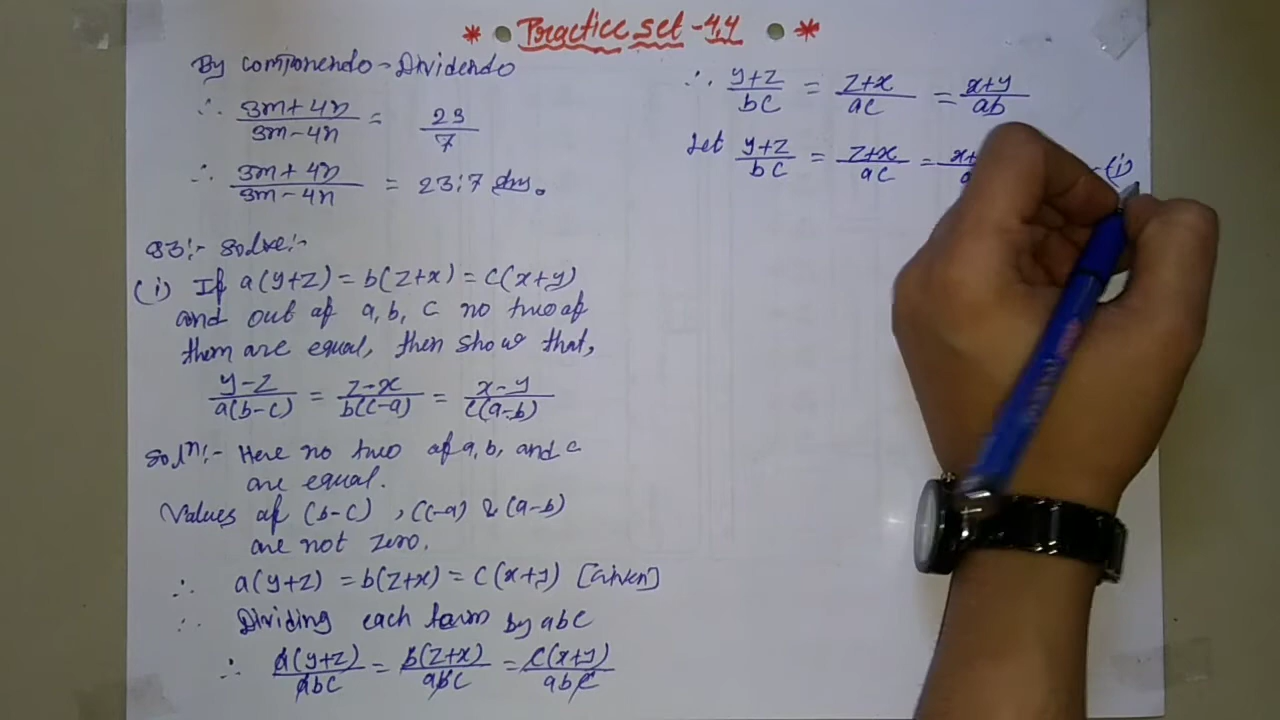 Practice set - 4.4
By componendo - Dividendo
∴ (3m + 4n)/(3m - 4n) = 23/7
∴ (3m + 4n)/(3m - 4n) = 23:7 Ans.
Q3:- Solve:-
(i) If a(y+z) = b(z+x) = c(x+y)
and out of a, b, c no two of
them are equal, then show that,
(y-z)/(a(b-c)) = (z-x)/(b(c-a)) = (x-y)/(c(a-b))
Solⁿ:- Here no two of a, b, and c
are equal.
Values of (b-c), (c-a) & (a-b)
are not zero.
∴ a(y+z) = b(z+x) = c(x+y) [Given]
∴ Dividing each term by abc
∴ a(y+z)/abc = b(z+x)/abc = c(x+y)/abc
∴ (y+z)/bc = (z+x)/ac = (x+y)/ab
Let (y+z)/bc = (z+x)/ac = - (i)